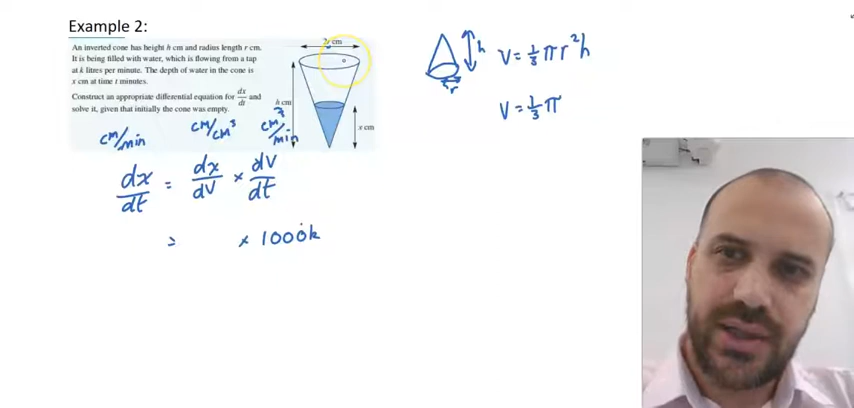 Example 2:
An inverted cone has height h cm and radius length r cm.
It is being filled with water, which is flowing from a tap
at k litres per minute. The depth of water in the cone is
x cm at time t minutes.
Construct an appropriate differential equation for dx/dt and
solve it, given that initially the cone was empty.
2r cm
h cm
x cm
h
r
V = 1/3 πr²h
V = 1/3 π
cm/min
cm/cm³
cm³/min
dx/dt = dx/dV × dV/dt
= × 1000k